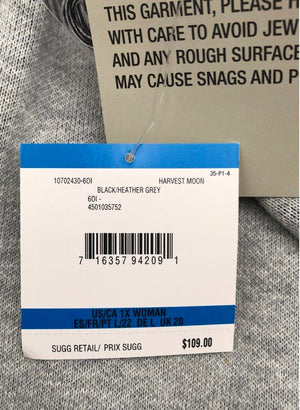 THIS GARMENT, PLEASE H
WITH CARE TO AVOID JEW
AND ANY ROUGH SURFACE
MAY CAUSE SNAGS AND P
35-P1-4
10702430-60I HARVEST MOON
BLACK/HEATHER GREY
60I -
4501035752
7 16357 94209 1
US/CA 1X WOMAN
ES/FR/PT L/22 DE L UK 20
SUGG RETAIL/ PRIX SUGG $109.00